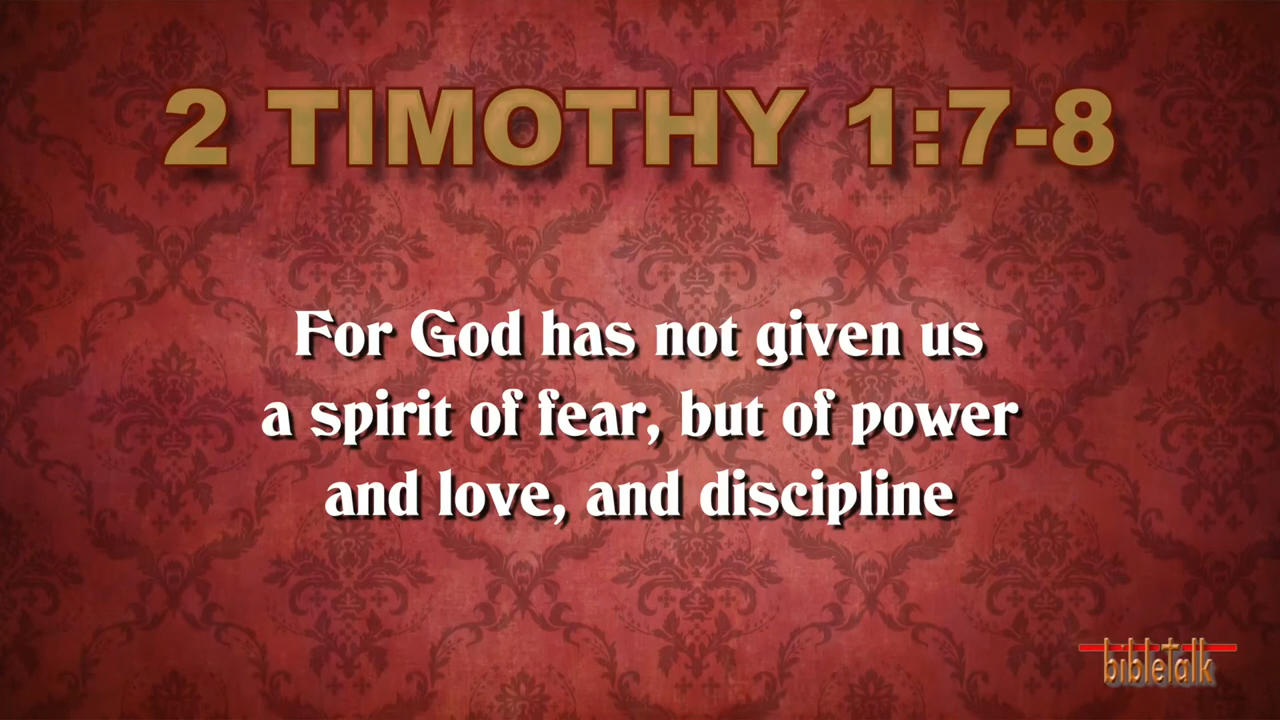 2 TIMOTHY 1:7-8
For God has not given us
a spirit of fear, but of power
and love, and discipline
bibletalk